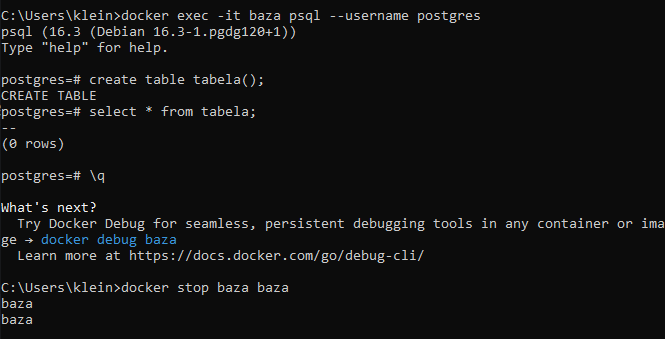 C:\Users\klein>docker exec -it baza psql --username postgres
psql (16.3 (Debian 16.3-1.pgdg120+1))
Type "help" for help.
postgres=# create table tabela();
CREATE TABLE
postgres=# select * from tabela;
--
(0 rows)
postgres=# \q
What's next?
Try Docker Debug for seamless, persistent debugging tools in any container or ima
ge → docker debug baza
Learn more at https://docs.docker.com/go/debug-cli/
C:\Users\klein>docker stop baza baza
baza
baza